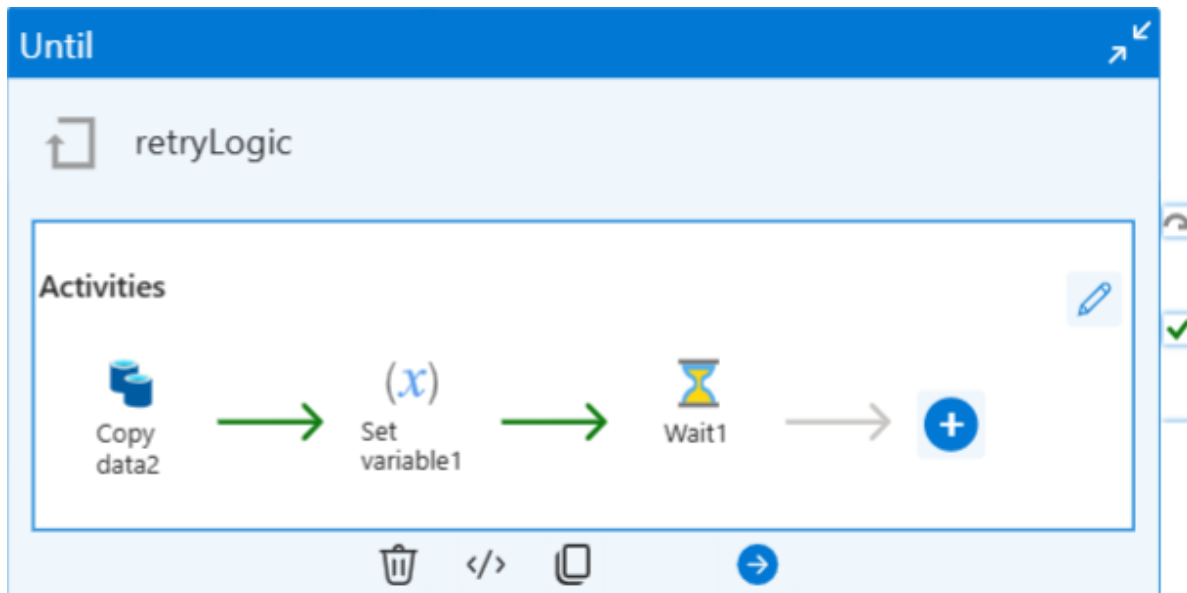 Until
retryLogic
Activities
(x)
Copy
data2
Set
variable1
Wait1